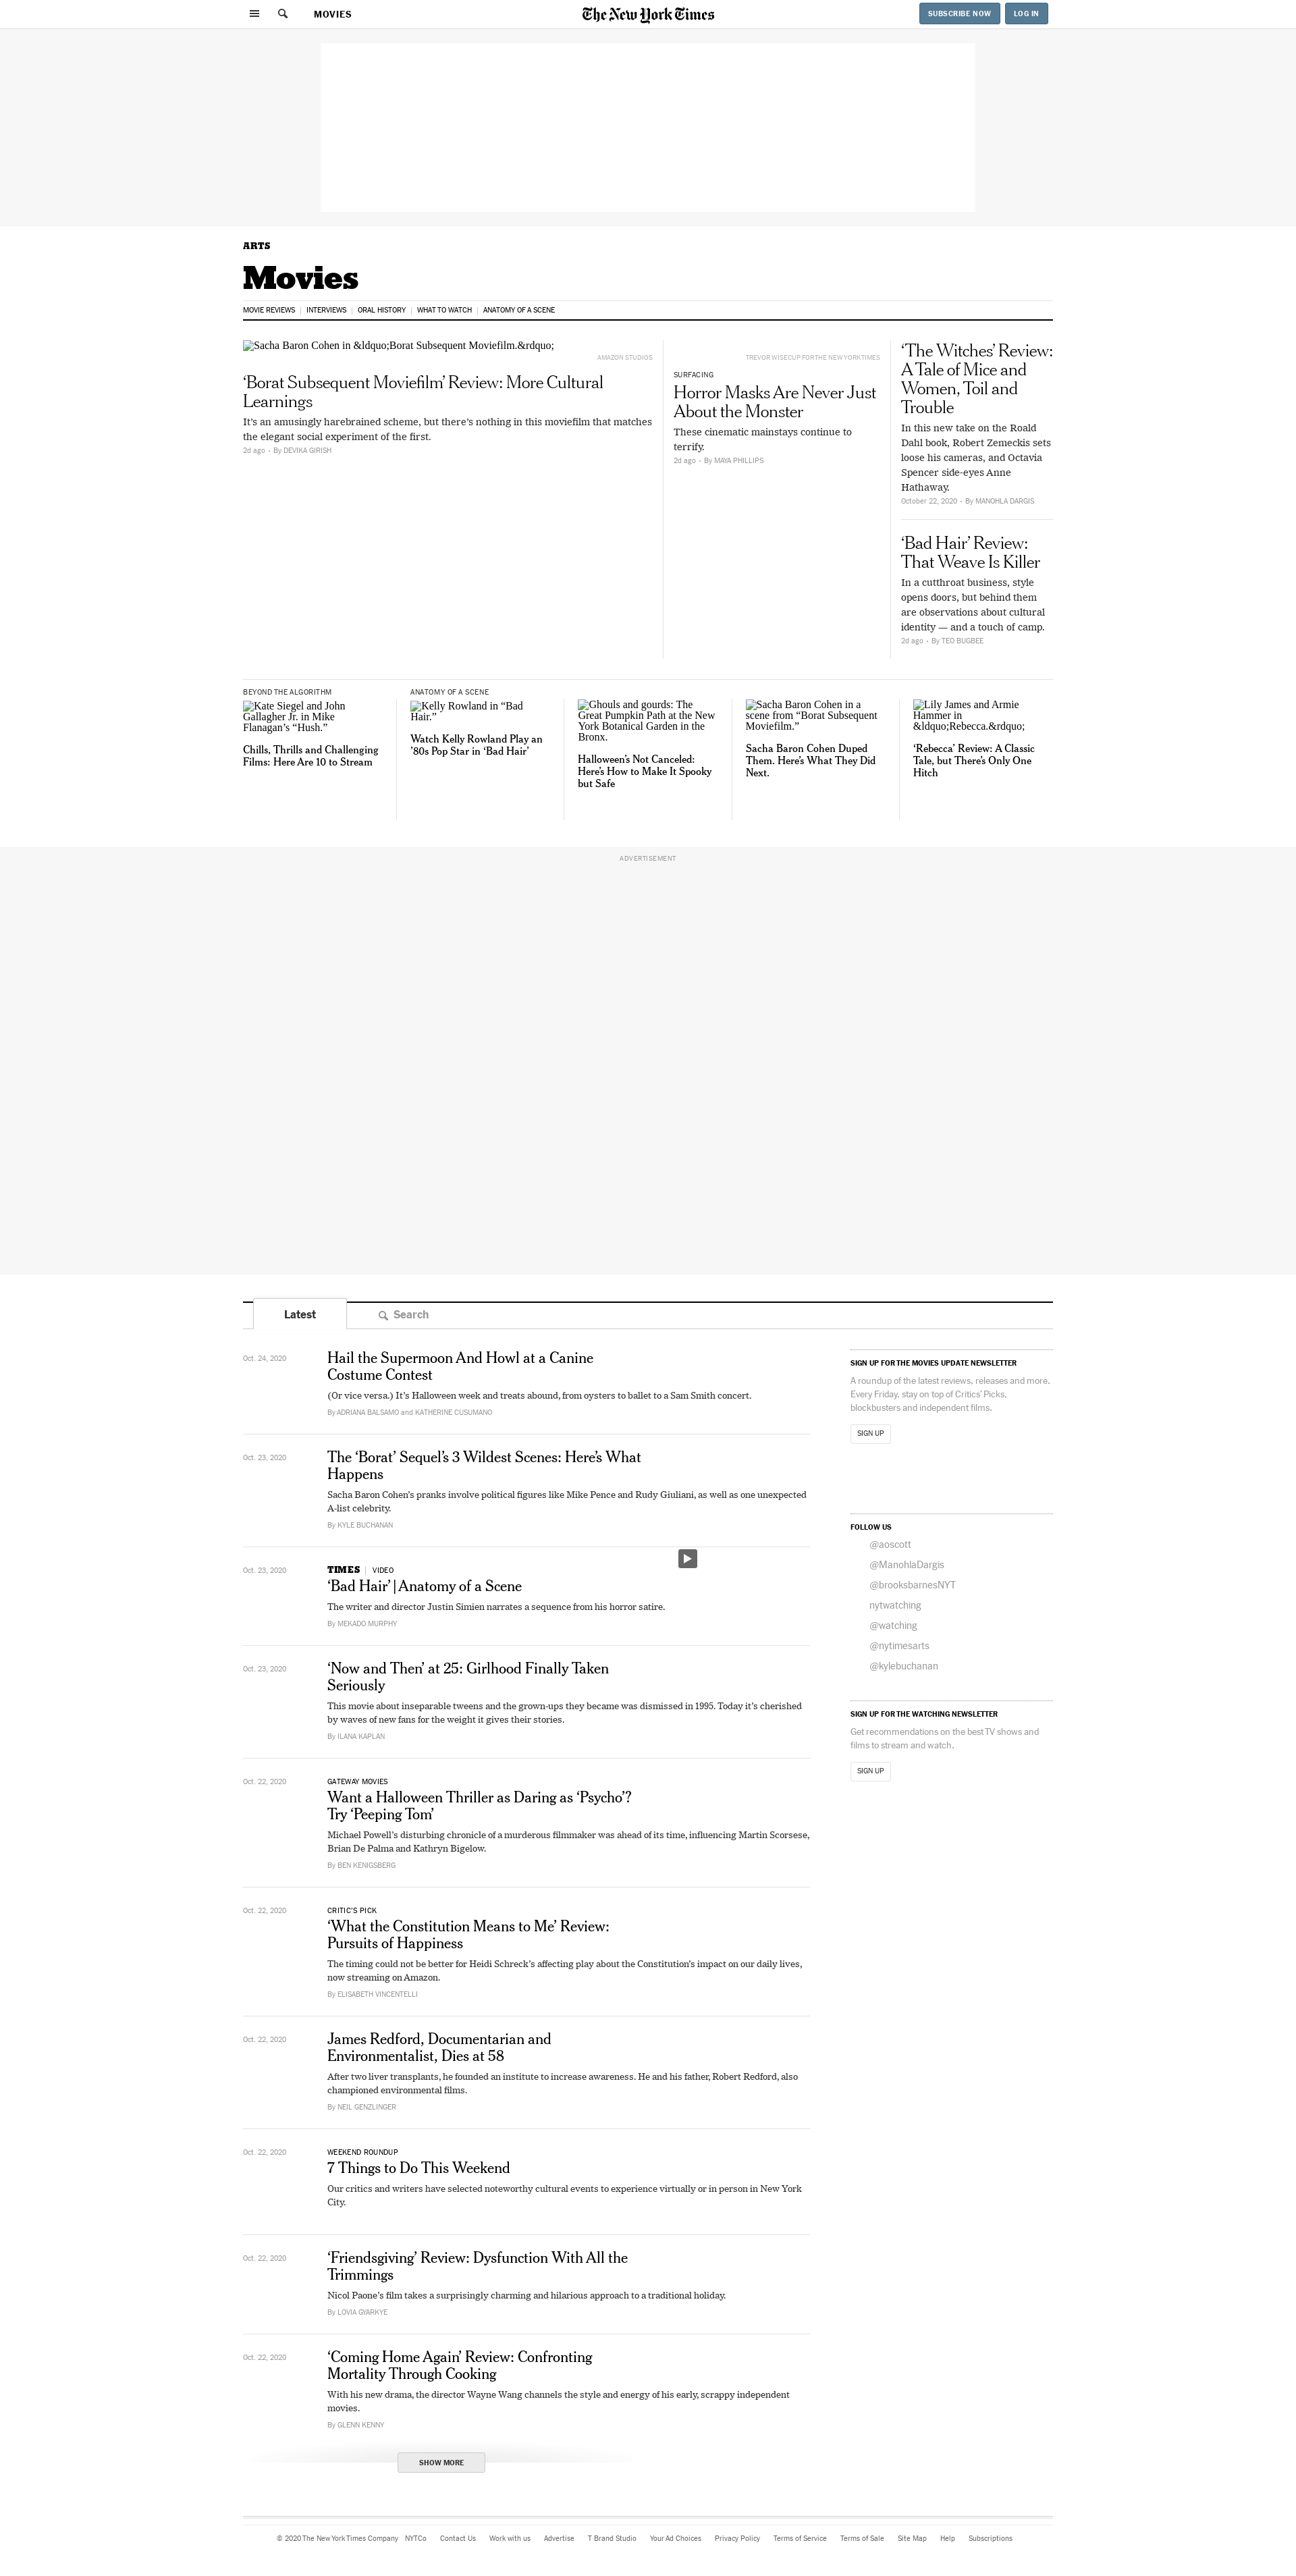 MOVIES
The New York Times
SUBSCRIBE NOW
LOG IN
ARTS
Movies
MOVIE REVIEWS
INTERVIEWS
ORAL HISTORY
WHAT TO WATCH
ANATOMY OF A SCENE
Sacha Baron Cohen in &ldquo;Borat Subsequent Moviefilm.&rdquo;
AMAZON STUDIOS
‘Borat Subsequent Moviefilm’ Review: More Cultural
Learnings
It’s an amusingly harebrained scheme, but there’s nothing in this moviefilm that matches
the elegant social experiment of the first.
2d ago • By DEVIKA GIRISH
TREVOR WISECUP FOR THE NEW YORK TIMES
SURFACING
Horror Masks Are Never Just
About the Monster
These cinematic mainstays continue to
terrify.
2d ago • By MAYA PHILLIPS
‘The Witches’ Review:
A Tale of Mice and
Women, Toil and
Trouble
In this new take on the Roald
Dahl book, Robert Zemeckis sets
loose his cameras, and Octavia
Spencer side-eyes Anne
Hathaway.
October 22, 2020 • By MANOHLA DARGIS
‘Bad Hair’ Review:
That Weave Is Killer
In a cutthroat business, style
opens doors, but behind them
are observations about cultural
identity — and a touch of camp.
2d ago • By TEO BUGBEE
BEYOND THE ALGORITHM
Kate Siegel and John
Gallagher Jr. in Mike
Flanagan’s “Hush.”
Chills, Thrills and Challenging
Films: Here Are 10 to Stream
ANATOMY OF A SCENE
Kelly Rowland in “Bad
Hair.”
Watch Kelly Rowland Play an
’80s Pop Star in ‘Bad Hair’
Ghouls and gourds: The
Great Pumpkin Path at the New
York Botanical Garden in the
Bronx.
Halloween’s Not Canceled:
Here’s How to Make It Spooky
but Safe
Sacha Baron Cohen in a
scene from “Borat Subsequent
Moviefilm.”
Sacha Baron Cohen Duped
Them. Here’s What They Did
Next.
Lily James and Armie
Hammer in
&ldquo;Rebecca.&rdquo;
‘Rebecca’ Review: A Classic
Tale, but There’s Only One
Hitch
ADVERTISEMENT
Latest
Search
Oct. 24, 2020
Hail the Supermoon And Howl at a Canine
Costume Contest
(Or vice versa.) It’s Halloween week and treats abound, from oysters to ballet to a Sam Smith concert.
By ADRIANA BALSAMO and KATHERINE CUSUMANO
Oct. 23, 2020
The ‘Borat’ Sequel’s 3 Wildest Scenes: Here’s What
Happens
Sacha Baron Cohen’s pranks involve political figures like Mike Pence and Rudy Giuliani, as well as one unexpected
A-list celebrity.
By KYLE BUCHANAN
Oct. 23, 2020
TIMES | VIDEO
‘Bad Hair’ | Anatomy of a Scene
The writer and director Justin Simien narrates a sequence from his horror satire.
By MEKADO MURPHY
Oct. 23, 2020
‘Now and Then’ at 25: Girlhood Finally Taken
Seriously
This movie about inseparable tweens and the grown-ups they became was dismissed in 1995. Today it’s cherished
by waves of new fans for the weight it gives their stories.
By ILANA KAPLAN
Oct. 22, 2020
GATEWAY MOVIES
Want a Halloween Thriller as Daring as ‘Psycho’?
Try ‘Peeping Tom’
Michael Powell’s disturbing chronicle of a murderous filmmaker was ahead of its time, influencing Martin Scorsese,
Brian De Palma and Kathryn Bigelow.
By BEN KENIGSBERG
Oct. 22, 2020
CRITIC’S PICK
‘What the Constitution Means to Me’ Review:
Pursuits of Happiness
The timing could not be better for Heidi Schreck’s affecting play about the Constitution’s impact on our daily lives,
now streaming on Amazon.
By ELISABETH VINCENTELLI
Oct. 22, 2020
James Redford, Documentarian and
Environmentalist, Dies at 58
After two liver transplants, he founded an institute to increase awareness. He and his father, Robert Redford, also
championed environmental films.
By NEIL GENZLINGER
Oct. 22, 2020
WEEKEND ROUNDUP
7 Things to Do This Weekend
Our critics and writers have selected noteworthy cultural events to experience virtually or in person in New York
City.
Oct. 22, 2020
‘Friendsgiving’ Review: Dysfunction With All the
Trimmings
Nicol Paone’s film takes a surprisingly charming and hilarious approach to a traditional holiday.
By LOVIA GYARKYE
Oct. 22, 2020
‘Coming Home Again’ Review: Confronting
Mortality Through Cooking
With his new drama, the director Wayne Wang channels the style and energy of his early, scrappy independent
movies.
By GLENN KENNY
SHOW MORE
SIGN UP FOR THE MOVIES UPDATE NEWSLETTER
A roundup of the latest reviews, releases and more.
Every Friday, stay on top of Critics’ Picks,
blockbusters and independent films.
SIGN UP
FOLLOW US
@aoscott
@ManohlaDargis
@brooksbarnesNYT
nytwatching
@watching
@nytimesarts
@kylebuchanan
SIGN UP FOR THE WATCHING NEWSLETTER
Get recommendations on the best TV shows and
films to stream and watch.
SIGN UP
© 2020 The New York Times Company NYTCo Contact Us Work with us Advertise T Brand Studio Your Ad Choices Privacy Policy Terms of Service Terms of Sale Site Map Help Subscriptions